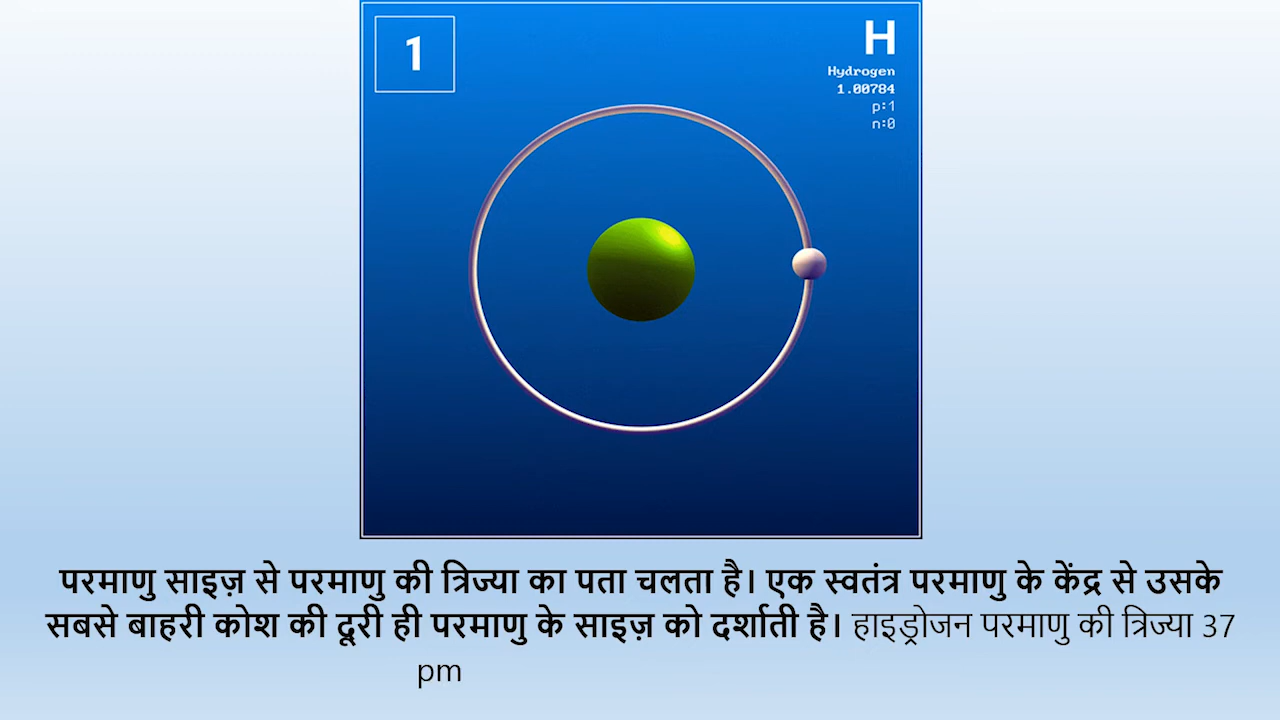 1
H
Hydrogen
1.00784
p:1
n:0
परमाणु साइज़ से परमाणु की त्रिज्या का पता चलता है। एक स्वतंत्र परमाणु के केंद्र से उसके
सबसे बाहरी कोश की दूरी ही परमाणु के साइज़ को दर्शाती है। हाइड्रोजन परमाणु की त्रिज्या 37
pm